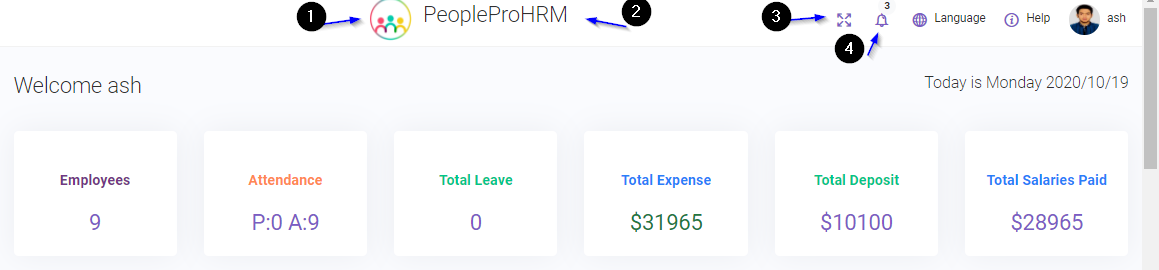 1 PeopleProHRM 2 3 3
4 Language Help ash
Welcome ash Today is Monday 2020/10/19
Employees Attendance Total Leave Total Expense Total Deposit Total Salaries Paid
9 P:0 A:9 0 $31965 $10100 $28965